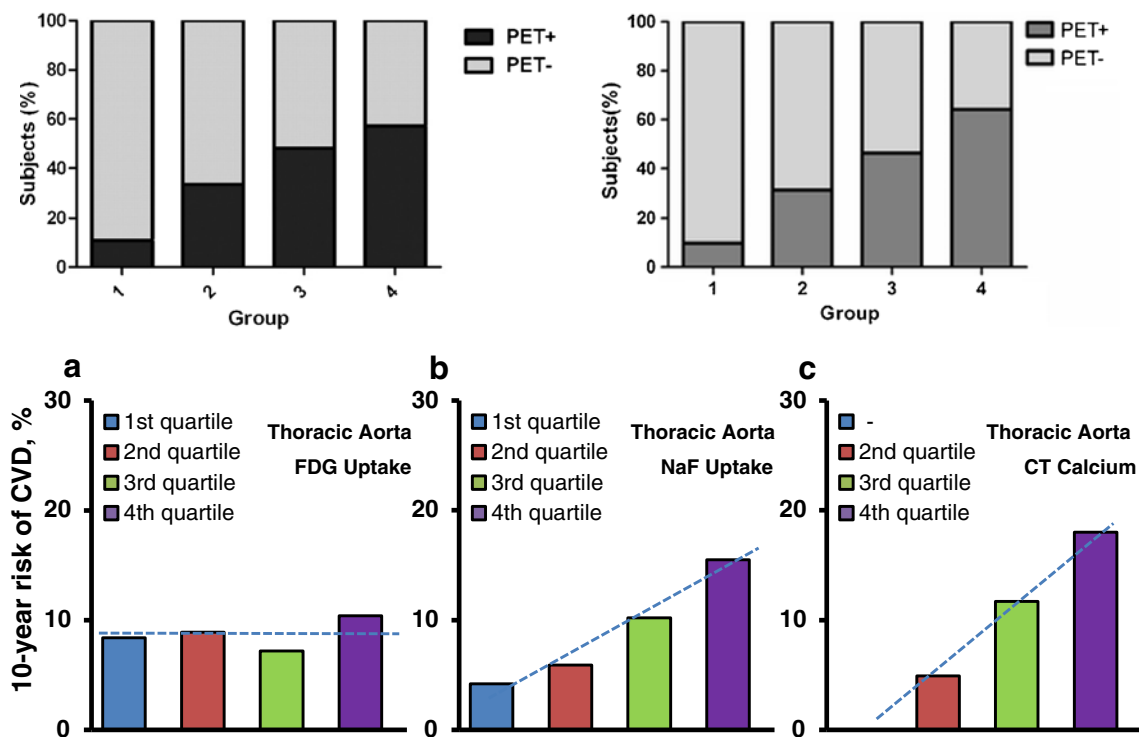 100
80
60
40
20
0
Subjects (%)
1
2
3
4
Group
PET+
PET-
100
80
60
40
20
0
Subjects(%)
1
2
3
4
Group
PET+
PET-
a
10-year risk of CVD, %
30
20
10
0
1st quartile
2nd quartile
3rd quartile
4th quartile
Thoracic Aorta
FDG Uptake
b
30
20
10
0
1st quartile
2nd quartile
3rd quartile
4th quartile
Thoracic Aorta
NaF Uptake
c
30
20
10
0
-
2nd quartile
3rd quartile
4th quartile
Thoracic Aorta
CT Calcium